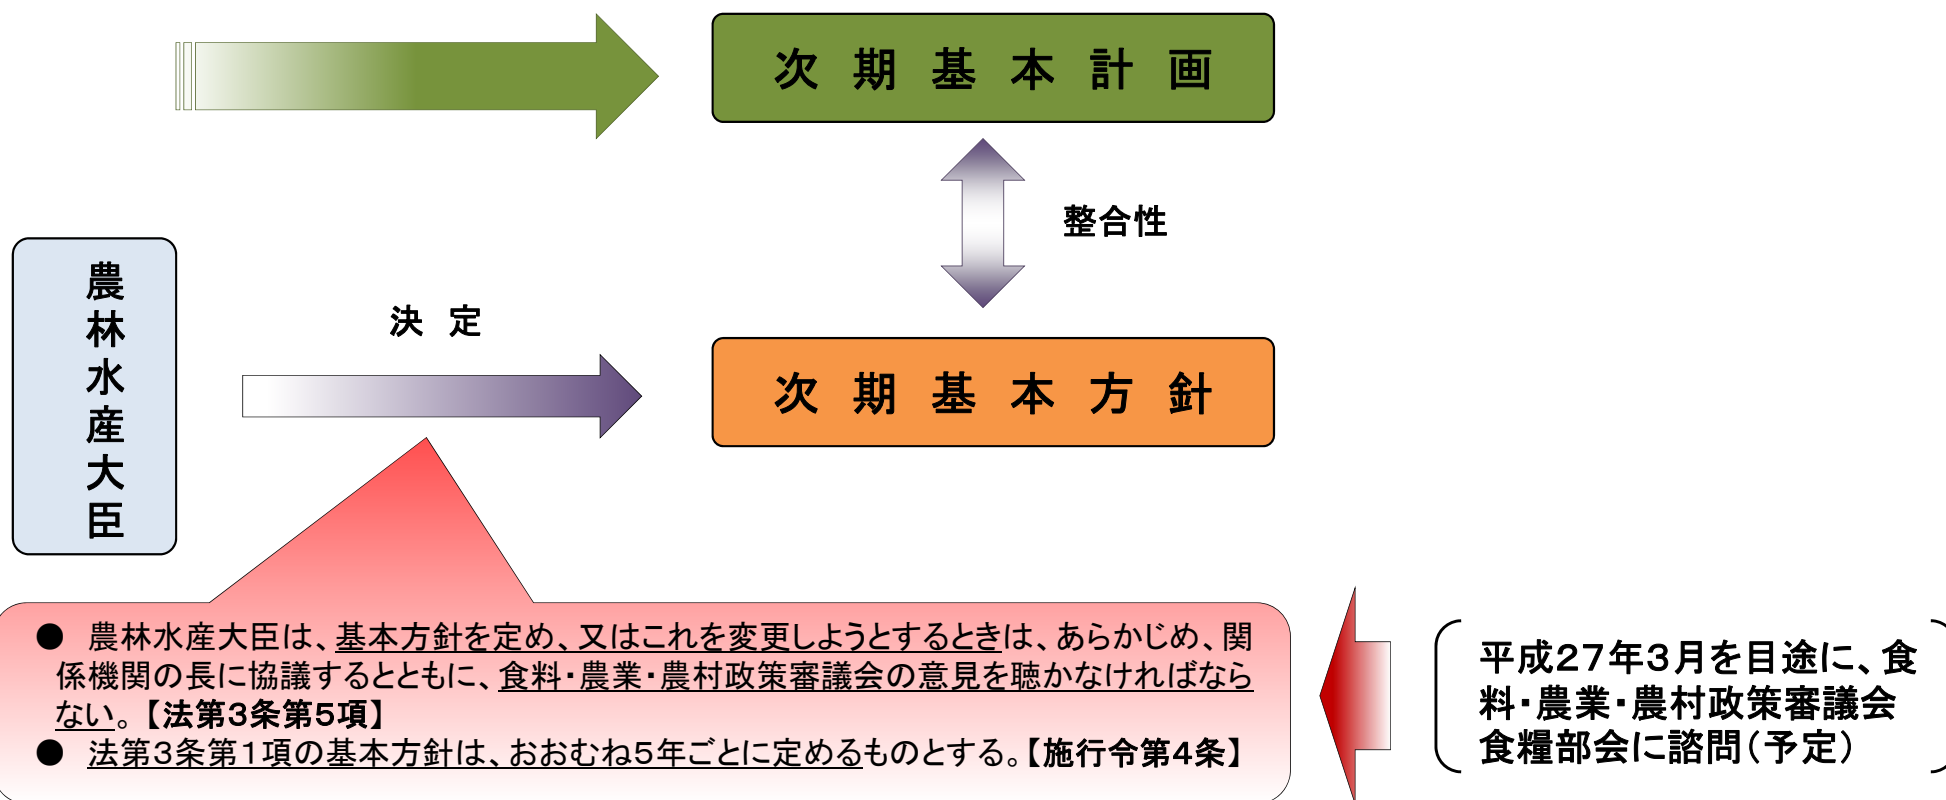 次期基本計画
整合性
農林水産大臣
決定
次期基本方針
● 農林水産大臣は、基本方針を定め、又はこれを変更しようとするときは、あらかじめ、関
係機関の長に協議するとともに、食料・農業・農村政策審議会の意見を聴かなければなら
ない。【法第3条第5項】
● 法第3条第1項の基本方針は、おおむね5年ごとに定めるものとする。【施行令第4条】
平成27年3月を目途に、食
料・農業・農村政策審議会
食糧部会に諮問(予定)